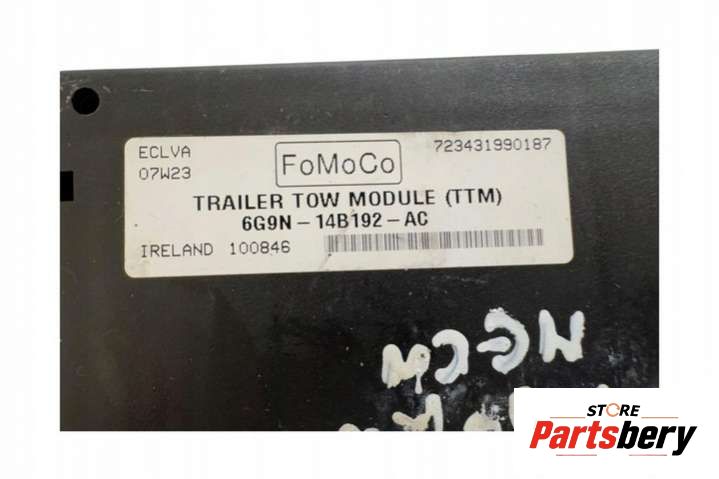 ECLVA
07W23
FoMoCo
723431990187
TRAILER TOW MODULE (TTM)
6G9N-14B192-AC
IRELAND 100846
STORE
Partsbery